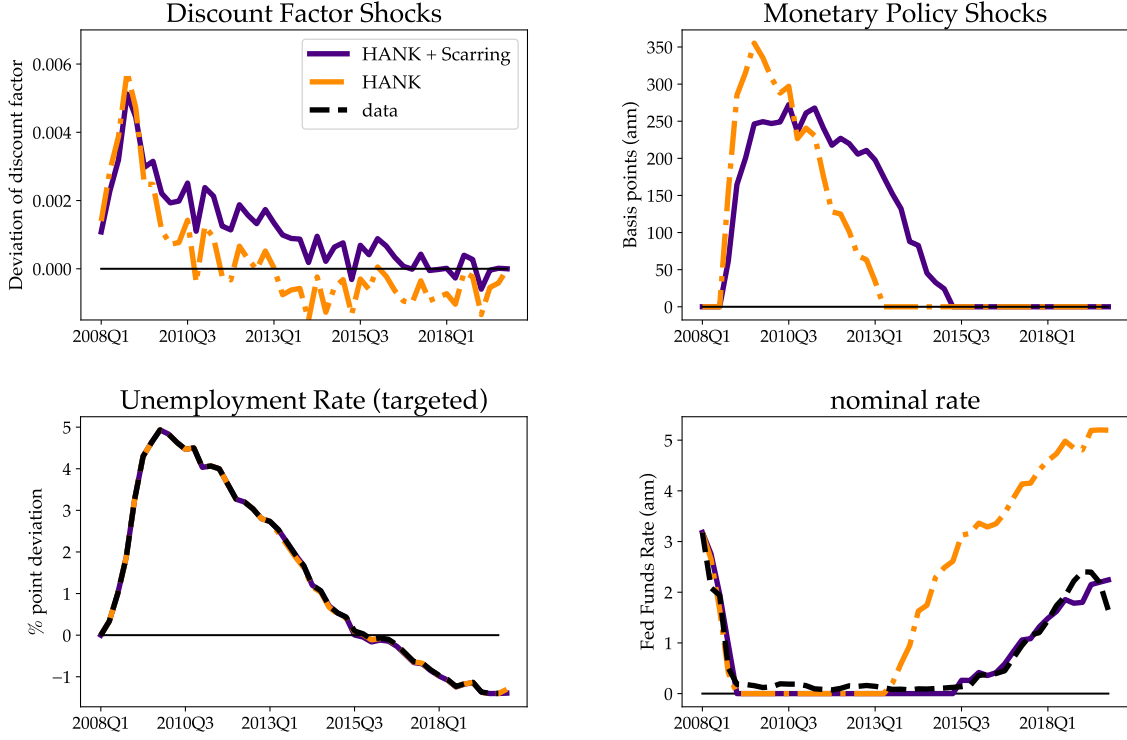 Discount Factor Shocks
Deviation of discount factor
0.006
0.004
0.002
0.000
HANK + Scarring
HANK
data
2008Q1
2010Q3
2013Q1
2015Q3
2018Q1
Monetary Policy Shocks
Basis points (ann)
350
300
250
200
150
100
50
0
2008Q1
2010Q3
2013Q1
2015Q3
2018Q1
Unemployment Rate (targeted)
% point deviation
5
4
3
2
1
0
−1
2008Q1
2010Q3
2013Q1
2015Q3
2018Q1
nominal rate
Fed Funds Rate (ann)
5
4
3
2
1
0
2008Q1
2010Q3
2013Q1
2015Q3
2018Q1